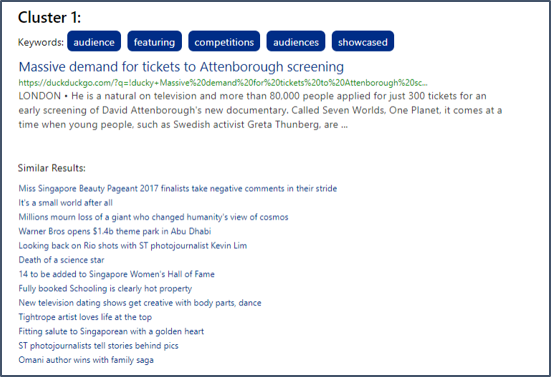 Cluster 1:
Keywords: audience featuring competitions audiences showcased
Massive demand for tickets to Attenborough screening
https://duckduckgo.com/?q=!ducky+Massive%20demand%20for%20tickets%20to%20Attenborough%20sc...
LONDON • He is a natural on television and more than 80,000 people applied for just 300 tickets for an
early screening of David Attenborough's new documentary. Called Seven Worlds, One Planet, it comes at a
time when young people, such as Swedish activist Greta Thunberg, are ...
Similar Results:
Miss Singapore Beauty Pageant 2017 finalists take negative comments in their stride
It's a small world after all
Millions mourn loss of a giant who changed humanity's view of cosmos
Warner Bros opens $1.4b theme park in Abu Dhabi
Looking back on Rio shots with ST photojournalist Kevin Lim
Death of a science star
14 to be added to Singapore Women's Hall of Fame
Fully booked Schooling is clearly hot property
New television dating shows get creative with body parts, dance
Tightrope artist loves life at the top
Fitting salute to Singaporean with a golden heart
ST photojournalists tell stories behind pics
Omani author wins with family saga